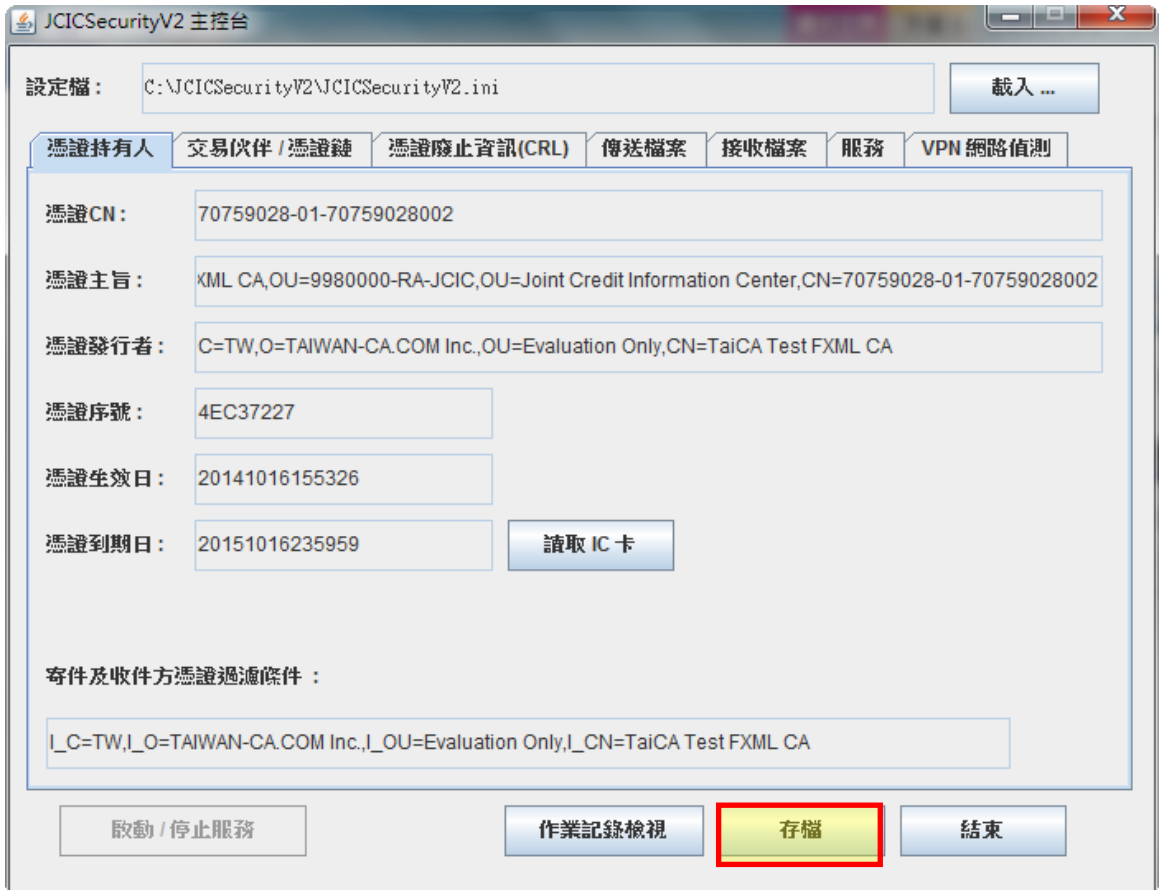 JCICSecurityV2 主控台
設定檔： C:\JCICSecurityV2\JCICSecurityV2.ini 載入 ...
憑證持有人 交易伙伴 / 憑證鏈 憑證廢止資訊(CRL) 傳送檔案 接收檔案 服務 VPN 網路偵測
憑證CN： 70759028-01-70759028002
憑證主旨： XML CA,OU=9980000-RA-JCIC,OU=Joint Credit Information Center,CN=70759028-01-70759028002
憑證發行者： C=TW,O=TAIWAN-CA.COM Inc.,OU=Evaluation Only,CN=TaiCA Test FXML CA
憑證序號： 4EC37227
憑證生效日： 20141016155326
憑證到期日： 20151016235959 讀取 IC 卡
寄件及收件方憑證過濾條件 ：
I_C=TW,I_O=TAIWAN-CA.COM Inc.,I_OU=Evaluation Only,I_CN=TaiCA Test FXML CA
啟動 / 停止服務 作業記錄檢視 存檔 結束